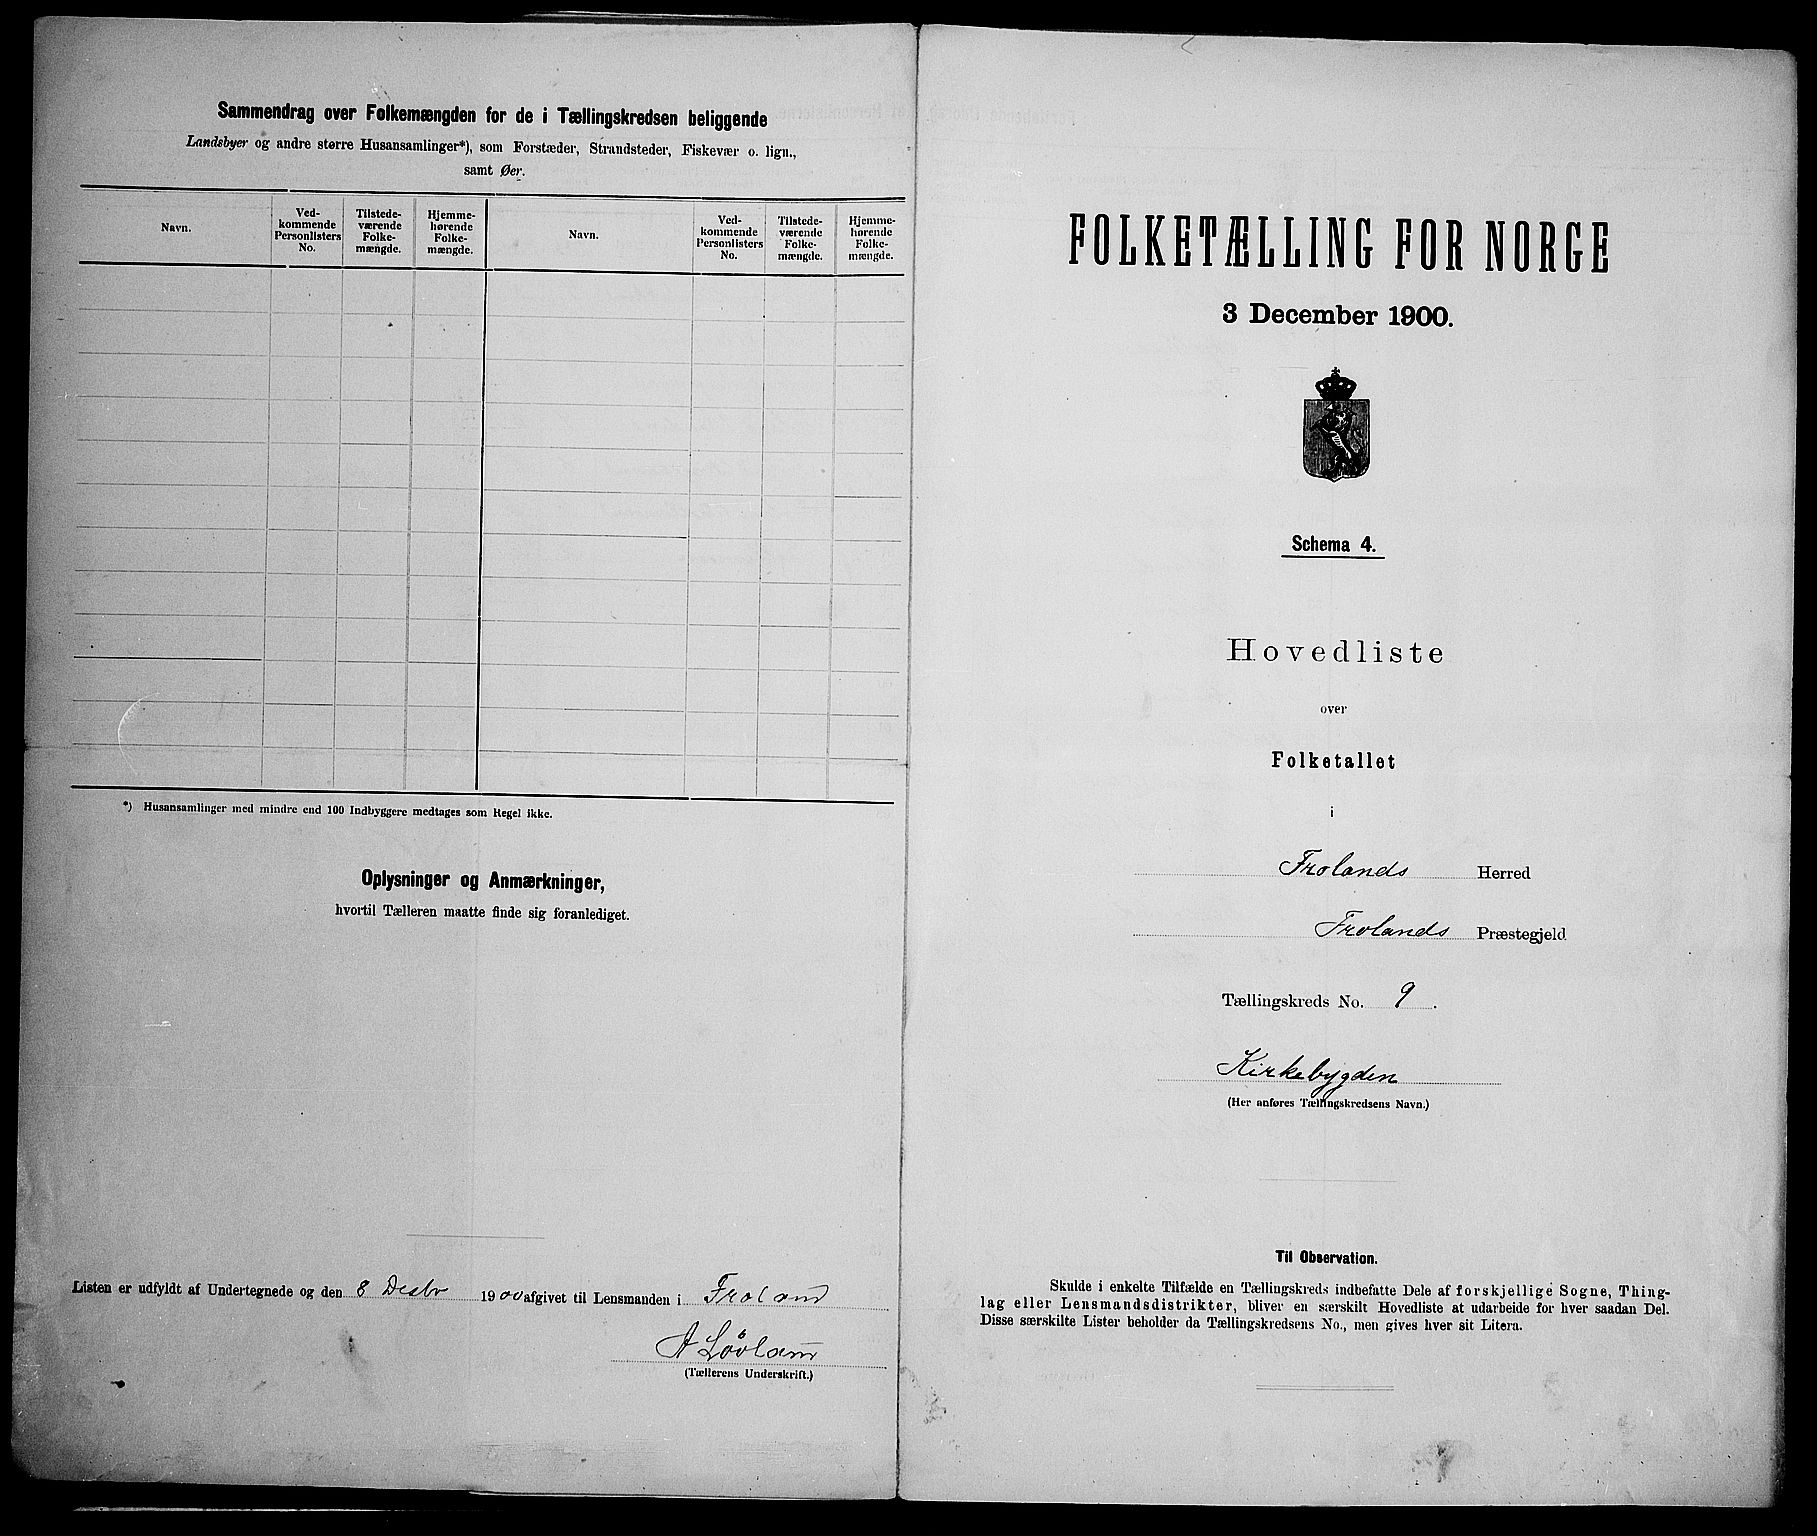 Sammendrag over Folkemængden for de i Tællingskredsen beliggende
Landsbyer og andre større Husansamlinger*), som Forstæder, Strandsteder, Fiskevær o. lign.,
samt Øer.
Navn.
Ved-
kommende
Personlisters
No.
Tilstede-
værende
Folke-
mængde.
Hjemme-
hørende
Folke-
mængde.
Navn.
Ved-
kommende
Personlisters
No.
Tilstede-
værende
Folke-
mængde.
Hjemme-
hørende
Folke-
mængde.
*) Husansamlinger med mindre end 100 Indbyggere medtages som Regel ikke.
Oplysninger og Anmærkninger,
hvortil Tælleren maatte finde sig foranlediget.
Listen er udfyldt af Undertegnede og den 8 Desbr 1900 afgivet til Lensmanden i Froland
A Løvland
(Tællerens Underskrift.)
FOLKETÆLLING FOR NORGE
3 December 1900.
Schema 4.
Hovedliste
over
Folketallet
i
Frolands Herred
Frolands Præstegjeld
Tællingskreds No. 9.
Kirkebygden
(Her anføres Tællingskredsens Navn.)
Til Observation.
Skulde i enkelte Tilfælde en Tællingskreds indbefatte Dele af forskjellige Sogne, Thing-
lag eller Lensmandsdistrikter, bliver en særskilt Hovedliste at udarbeide for hver saadan Del.
Disse særskilte Lister beholder da Tællingskredsens No., men gives hver sit Litera.